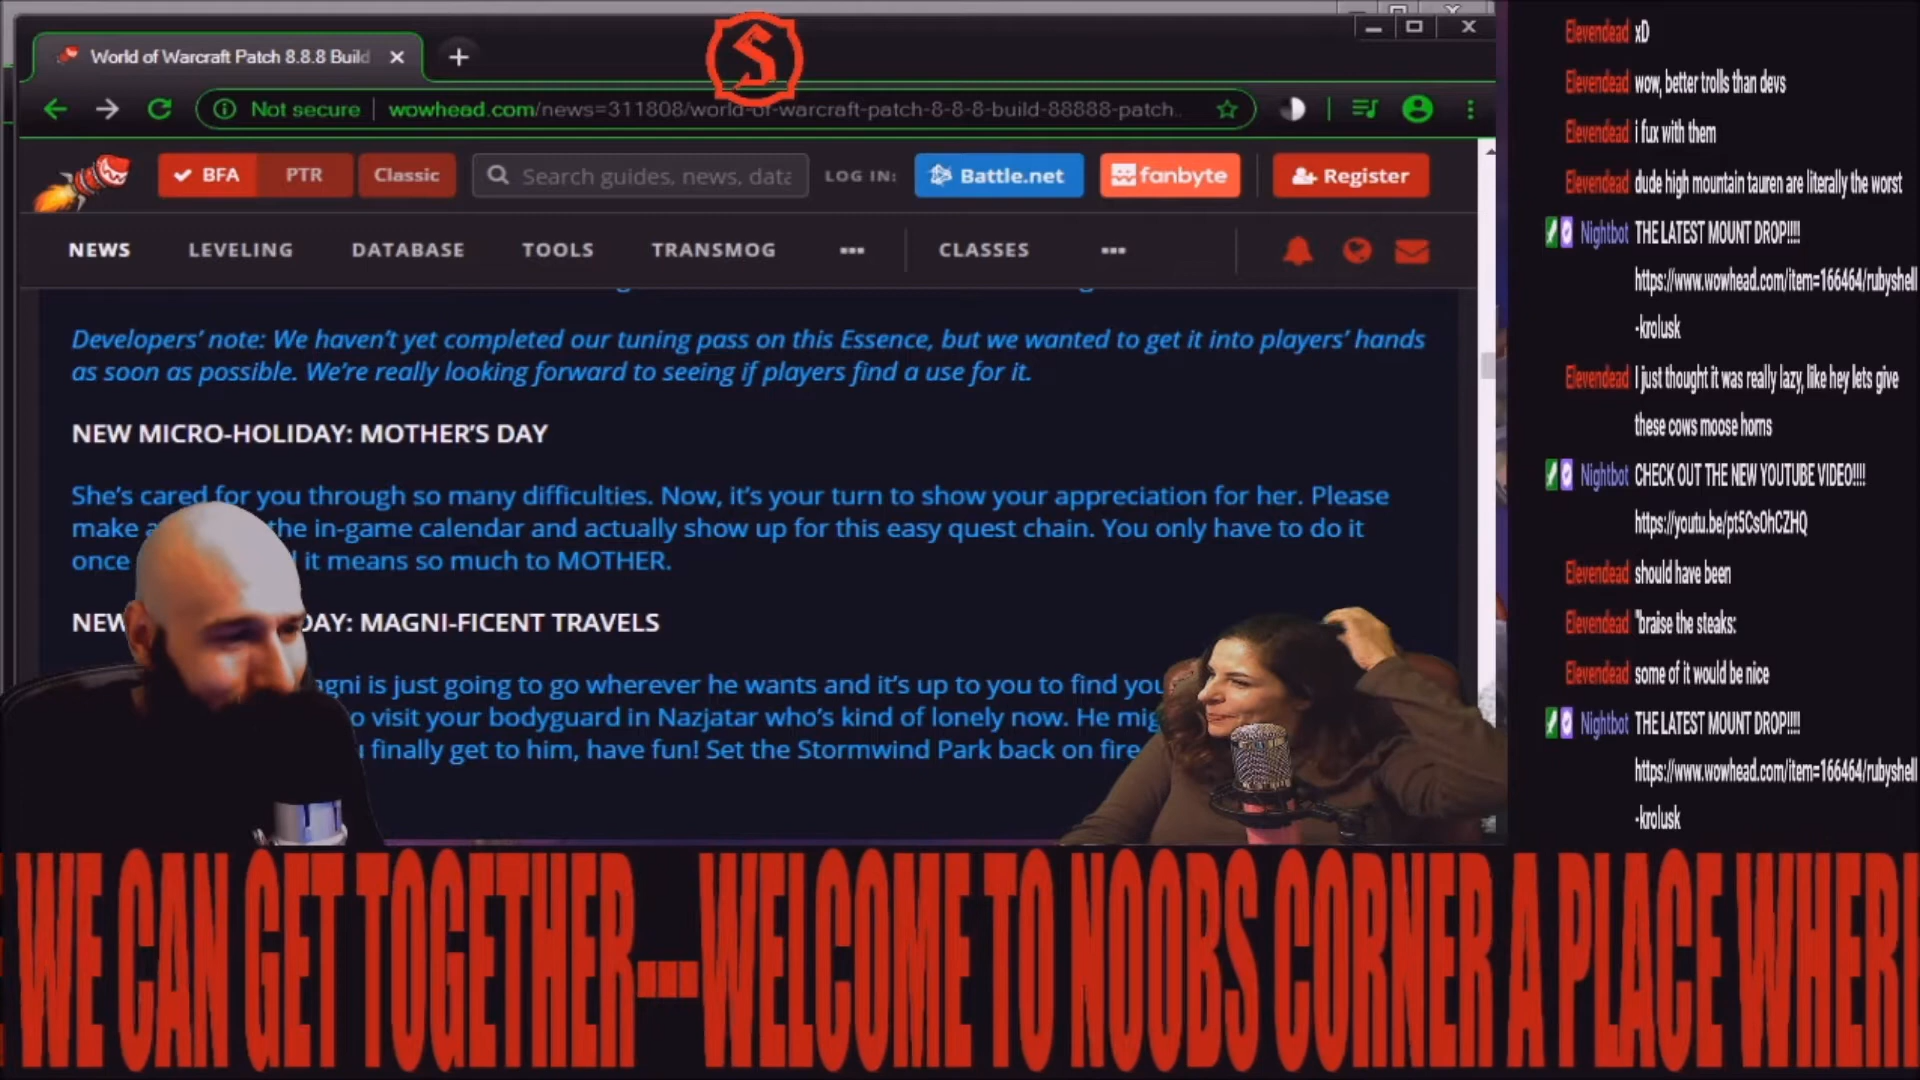 World of Warcraft Patch 8.8.8 Build
Not secure
wowhead.com/news=311808/world-of-warcraft-patch-8-8-8-build-88888-patch..
BFA
PTR
Classic
Search guides, news, data
LOG IN:
Battle.net
fanbyte
Register
NEWS
LEVELING
DATABASE
TOOLS
TRANSMOG
CLASSES
Developers' note: We haven't yet completed our tuning pass on this Essence, but we wanted to get it into players' hands
as soon as possible. We're really looking forward to seeing if players find a use for it.
NEW MICRO-HOLIDAY: MOTHER'S DAY
She's cared for you through so many difficulties. Now, it's your turn to show your appreciation for her. Please
make the in-game calendar and actually show up for this easy quest chain. You only have to do it
once it means so much to MOTHER.
NEW DAY: MAGNI-FICENT TRAVELS
is just going to go wherever he wants and it's up to you to find
visit your bodyguard in Nazjatar who's kind of lonely now. He
finally get to him, have fun! Set the Stormwind Park back on fire
Elevendead xD
Elevendead wow, better trolls than devs
Elevendead i fux with them
Elevendead dude high mountain tauren are literally the worst
Nightbot THE LATEST MOUNT DROP!!!!
https://www.wowhead.com/item=166464/rubyshell
-krolusk
Elevendead I just thought it was really lazy, like hey lets give
these cows moose horns
Nightbot CHECK OUT THE NEW YOUTUBE VIDEO!!!!
https://youtu.be/pt5CsOhCZHQ
Elevendead should have been
Elevendead "braise the steaks:
Elevendead some of it would be nice
Nightbot THE LATEST MOUNT DROP!!!!
https://www.wowhead.com/item=166464/rubyshell
-krolusk
WE CAN GET TOGETHER---WELCOME TO NOOBS CORNER A PLACE WHERE